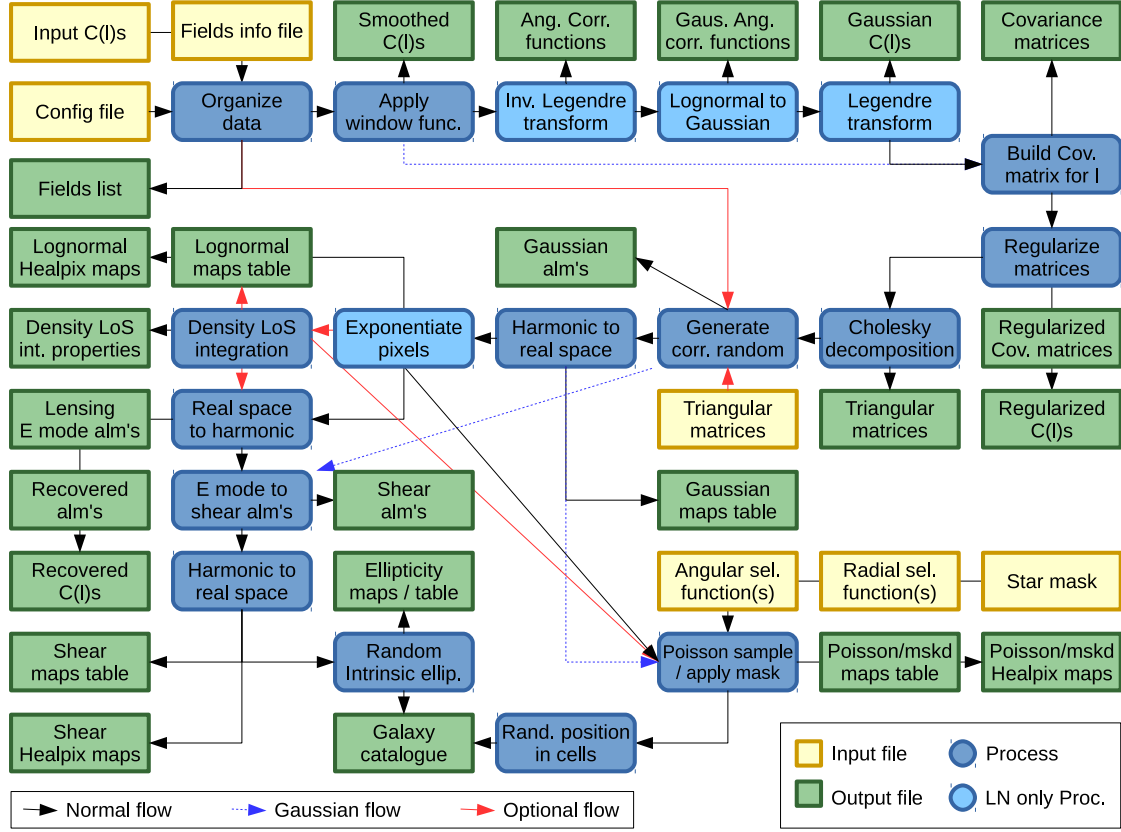 Input C(l)s
Fields info file
Smoothed
C(l)s
Ang. Corr.
functions
Gaus. Ang.
corr. functions
Gaussian
C(l)s
Covariance
matrices
Config file
Organize
data
Apply
window func.
Inv. Legendre
transform
Lognormal to
Gaussian
Legendre
transform
Build Cov.
matrix for l
Fields list
Lognormal
Healpix maps
Lognormal
maps table
Gaussian
alm's
Regularize
matrices
Density LoS
int. properties
Density LoS
integration
Exponentiate
pixels
Harmonic to
real space
Generate
corr. random
Cholesky
decomposition
Regularized
Cov. matrices
Lensing
E mode alm's
Real space
to harmonic
Triangular
matrices
Triangular
matrices
Regularized
C(l)s
Recovered
alm's
E mode to
shear alm's
Shear
alm's
Gaussian
maps table
Recovered
C(l)s
Harmonic to
real space
Ellipticity
maps / table
Angular sel.
function(s)
Radial sel.
function(s)
Star mask
Shear
maps table
Random
Intrinsic ellip.
Poisson sample
/ apply mask
Poisson/mskd
maps table
Poisson/mskd
Healpix maps
Shear
Healpix maps
Galaxy
catalogue
Rand. position
in cells
Input file
Process
Output file
LN only Proc.
Normal flow
Gaussian flow
Optional flow